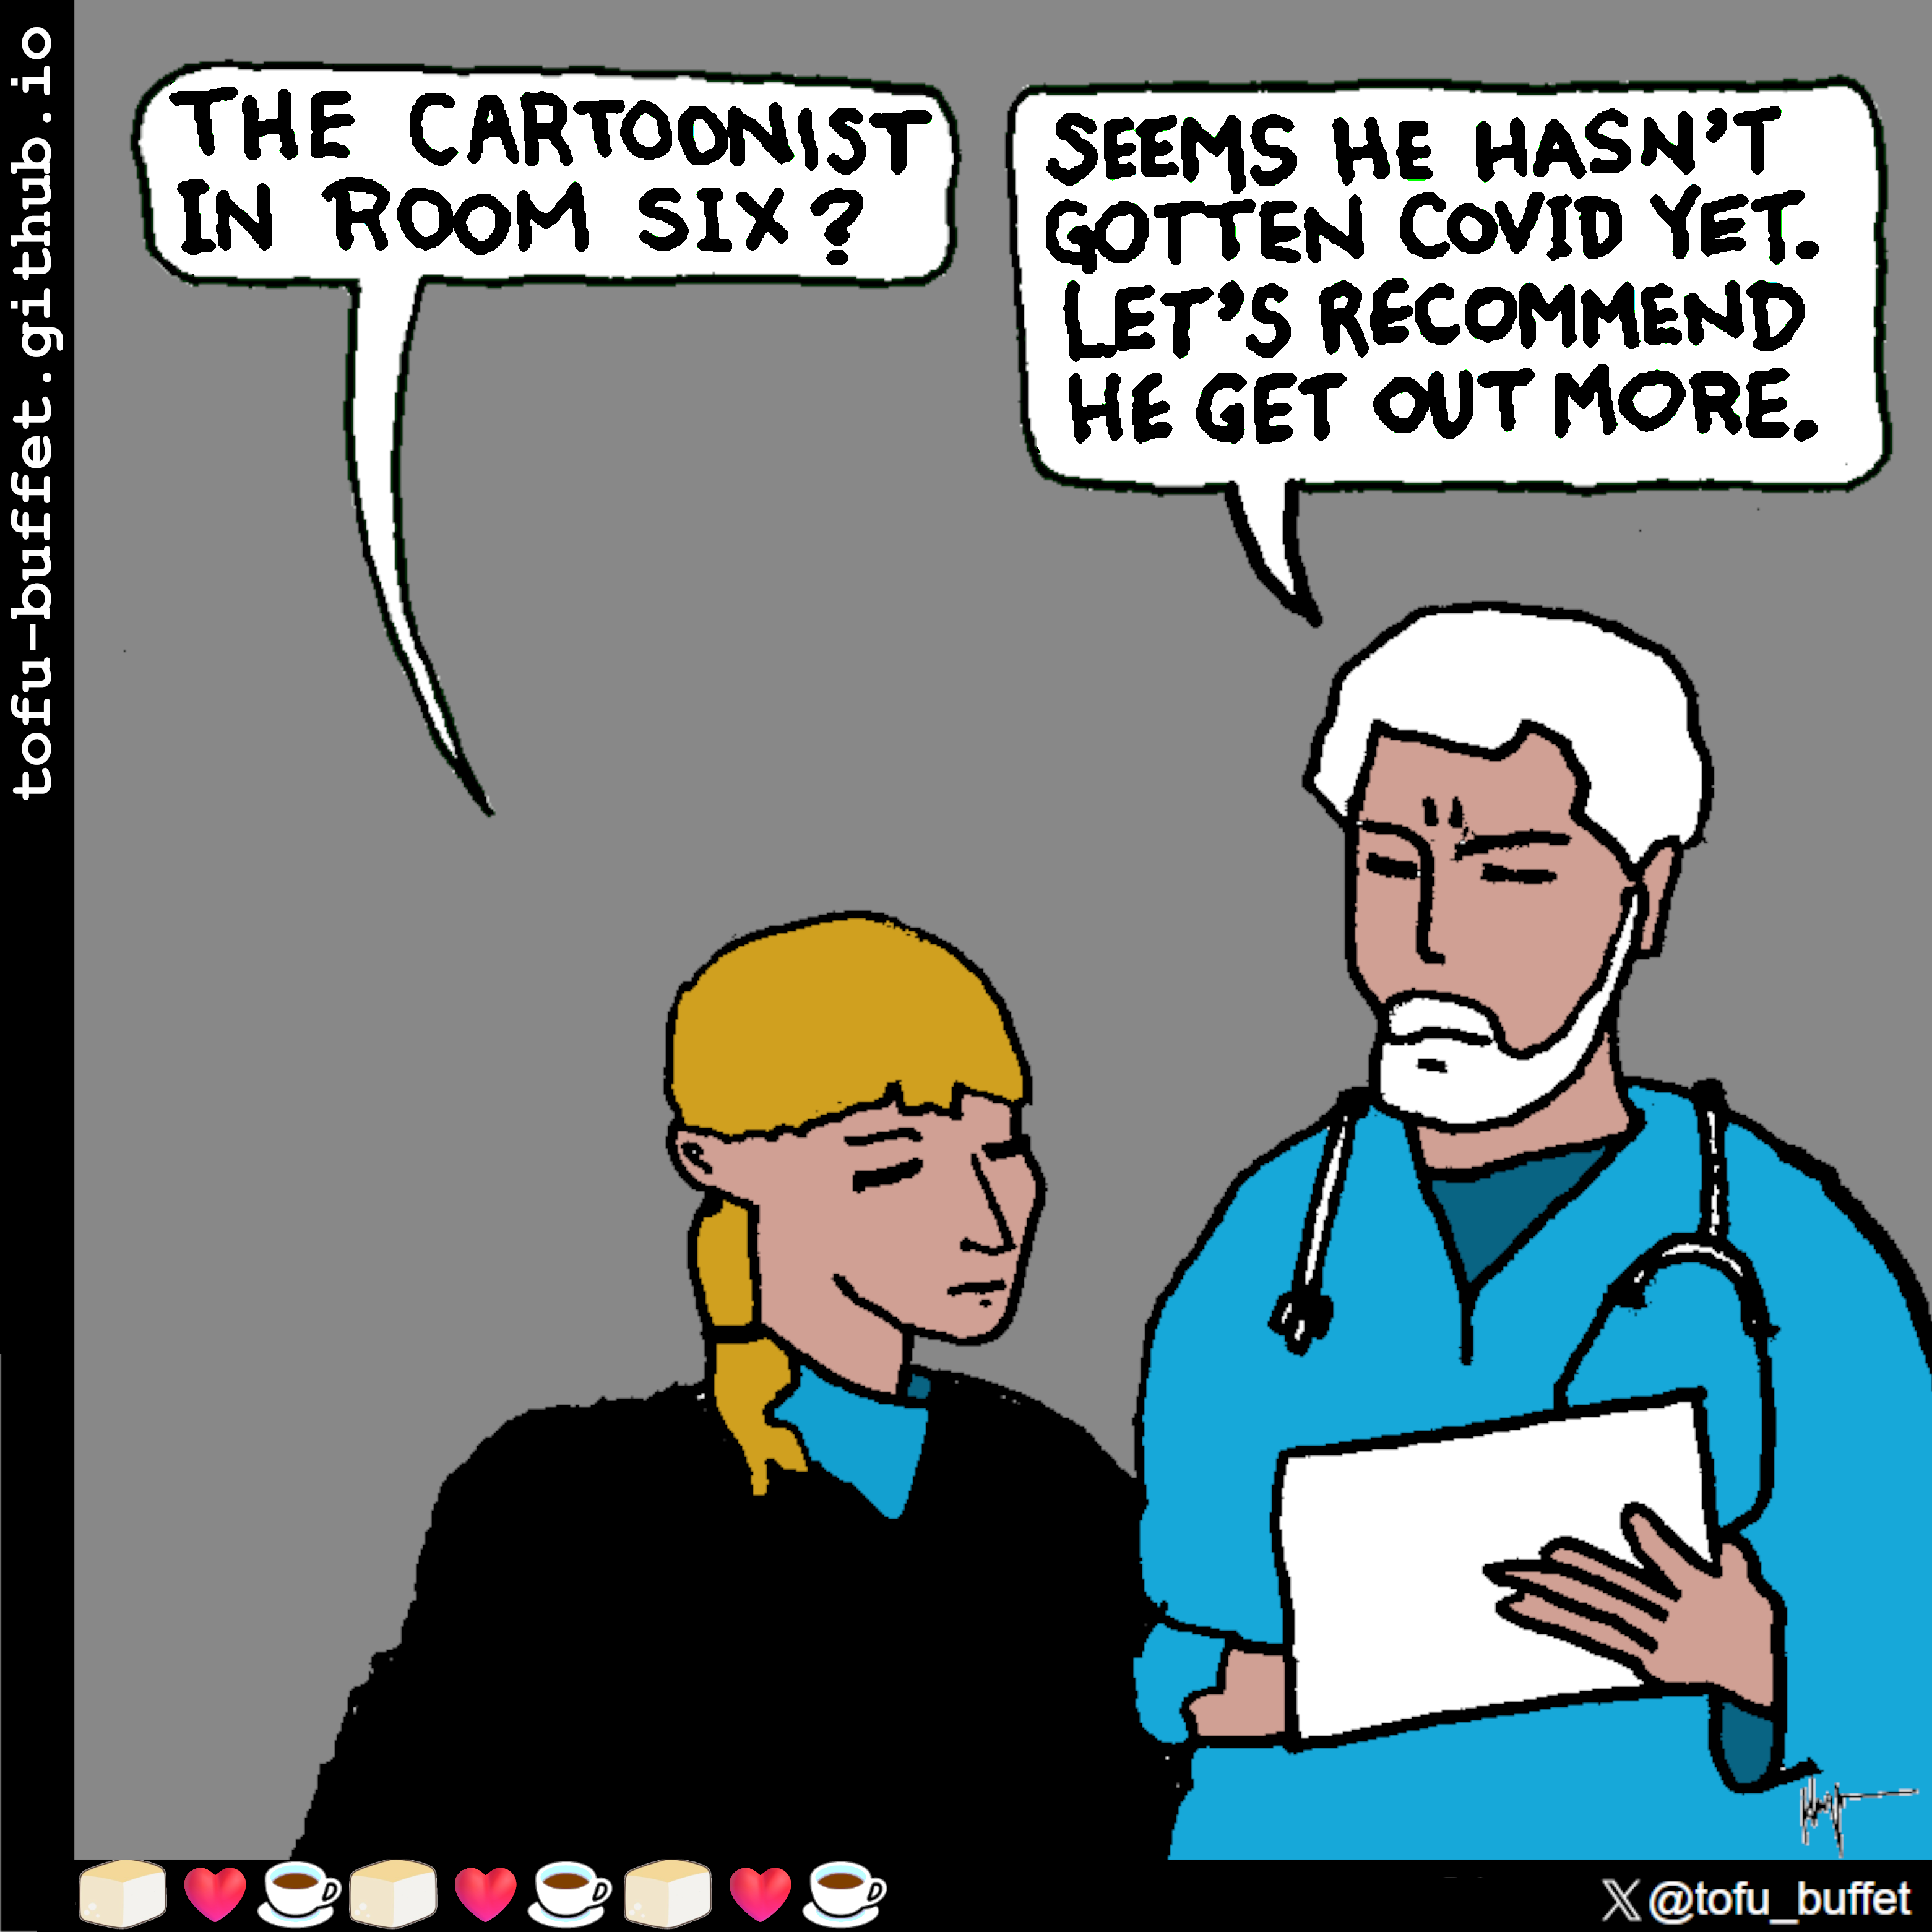 tofu-buffet.github.io
THE CARTOONIST
IN ROOM SIX?
SEEMS HE HASN'T
GOTTEN COVID YET.
LET'S RECOMMEND
HE GET OUT MORE.
𝕏 @tofu_buffet